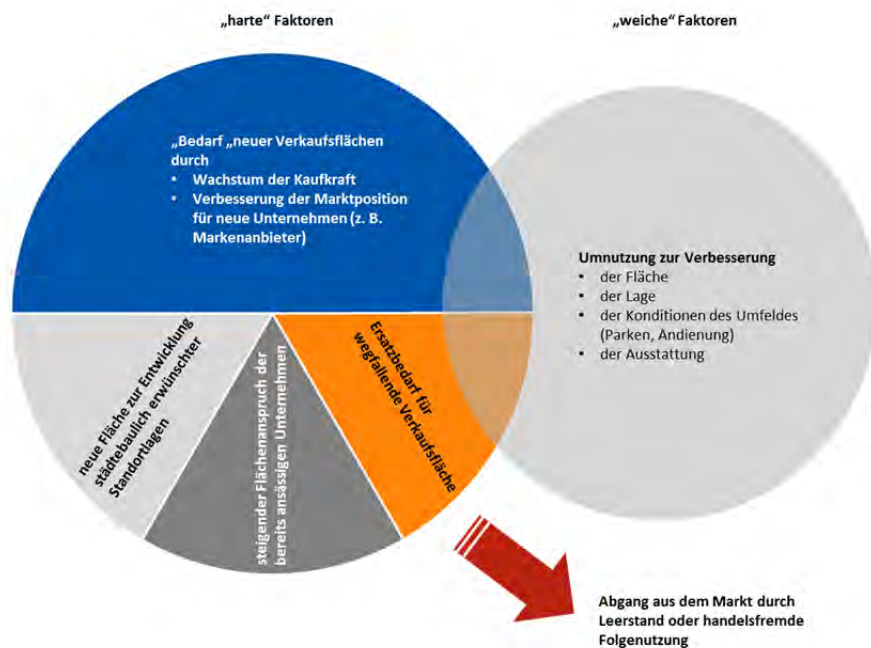 „harte“ Faktoren
„weiche“ Faktoren
„Bedarf „neuer Verkaufsflächen
durch
• Wachstum der Kaufkraft
• Verbesserung der Marktposition
für neue Unternehmen (z. B.
Markenanbieter)
Umnutzung zur Verbesserung
• der Fläche
• der Lage
• der Konditionen des Umfeldes
(Parken, Andienung)
• der Ausstattung
neue Fläche zur Entwicklung
städtebaulich erwünschter
Standortlagen
steigender Flächenanspruch der
bereits ansässigen Unternehmen
Ersatzbedarf für
wegfallende Verkaufsfläche
Abgang aus dem Markt durch
Leerstand oder handelsfremde
Folgenutzung